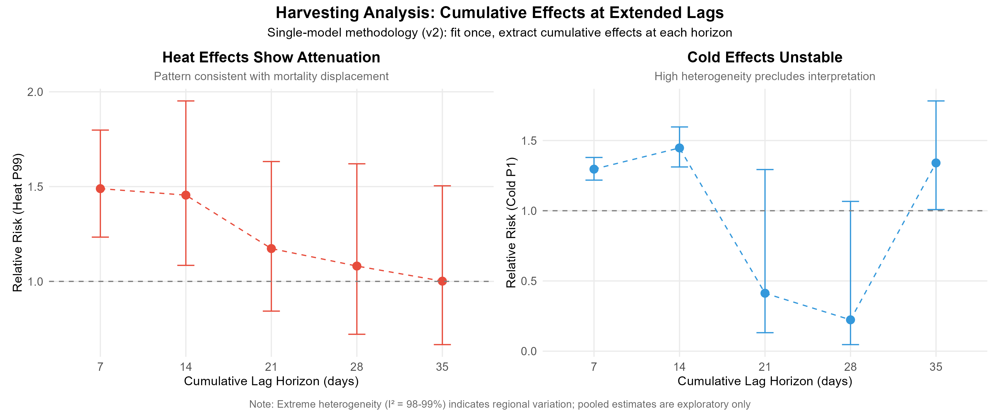 Harvesting Analysis: Cumulative Effects at Extended Lags
Single-model methodology (v2): fit once, extract cumulative effects at each horizon
Heat Effects Show Attenuation
Pattern consistent with mortality displacement
Relative Risk (Heat P99)
2.0
1.5
1.0
7 14 21 28 35
Cumulative Lag Horizon (days)
Cold Effects Unstable
High heterogeneity precludes interpretation
Relative Risk (Cold P1)
1.5
1.0
0.5
0.0
7 14 21 28 35
Cumulative Lag Horizon (days)
Note: Extreme heterogeneity (I² = 98-99%) indicates regional variation; pooled estimates are exploratory only